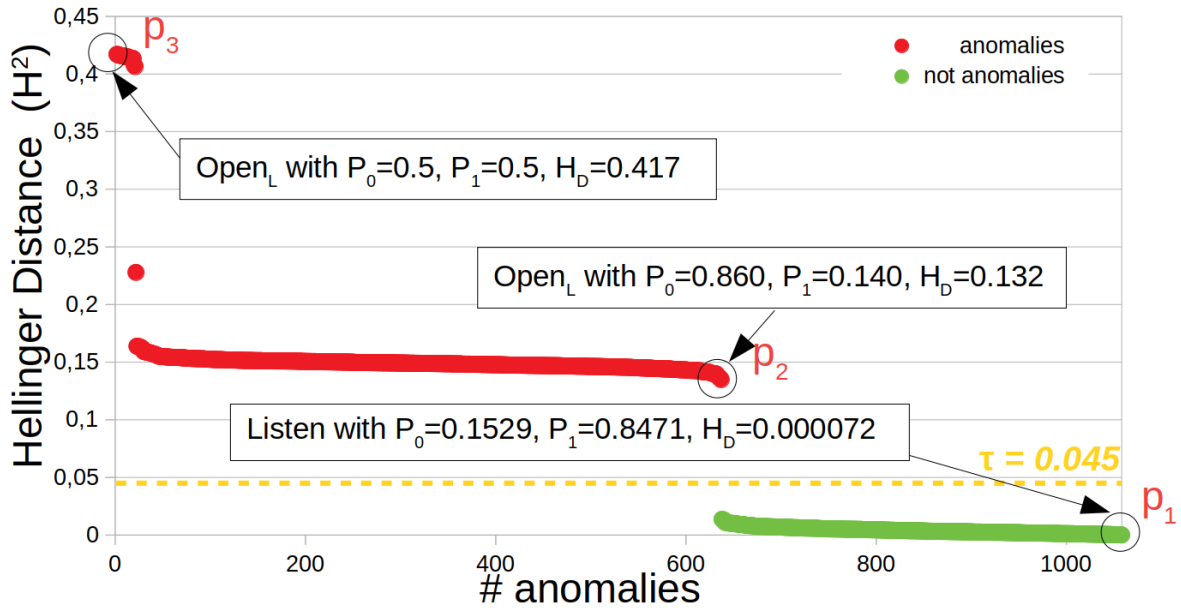 0,45
p3
anomalies
not anomalies
0,4
0,35
OpenL with P0=0.5, P1=0.5, HD=0.417
0,3
0,25
OpenL with P0=0.860, P1=0.140, HD=0.132
0,2
0,15
p2
0,1
Listen with P0=0.1529, P1=0.8471, HD=0.000072
τ = 0.045
0,05
p1
0
0 200 400 600 800 1000
# anomalies
Hellinger Distance (H²)